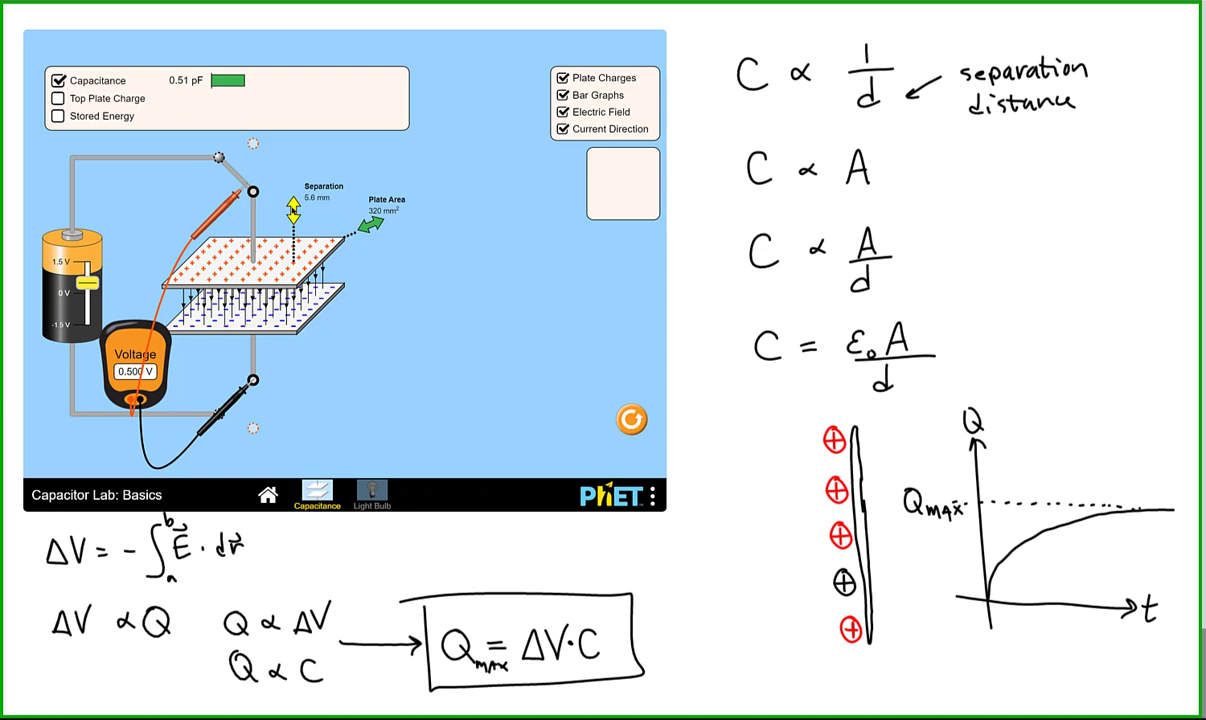 Capacitance 0.51 pF
Top Plate Charge
Stored Energy
Plate Charges
Bar Graphs
Electric Field
Current Direction
Separation
5.6 mm
Plate Area
320 mm²
1.5 V
0 V
-1.5 V
Voltage
0.500 V
Capacitor Lab: Basics
Capacitance
Light Bulb
PhET
C ∝ 1/d
separation
distance
C ∝ A
C ∝ A/d
C = ε₀A/d
Q
QMAX
t
ΔV = - ∫ₐᵇ E⃗ · dr⃗
ΔV ∝ Q
Q ∝ ΔV
Q ∝ C
QMAX = ΔV·C